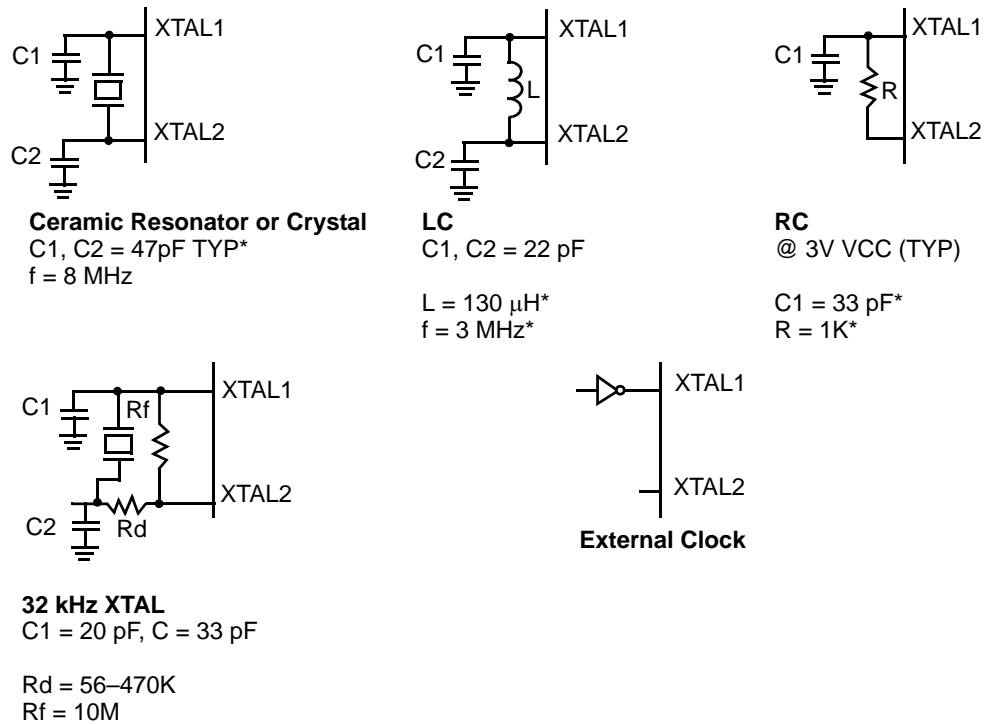 XTAL1
C1
XTAL2
C2
Ceramic Resonator or Crystal
C1, C2 = 47pF TYP*
f = 8 MHz
XTAL1
C1
L
XTAL2
C2
LC
C1, C2 = 22 pF
L = 130 μH*
f = 3 MHz*
XTAL1
C1
R
XTAL2
RC
@ 3V VCC (TYP)
C1 = 33 pF*
R = 1K*
XTAL1
C1
Rf
XTAL2
C2
Rd
32 kHz XTAL
C1 = 20 pF, C = 33 pF
Rd = 56–470K
Rf = 10M
XTAL1
XTAL2
External Clock